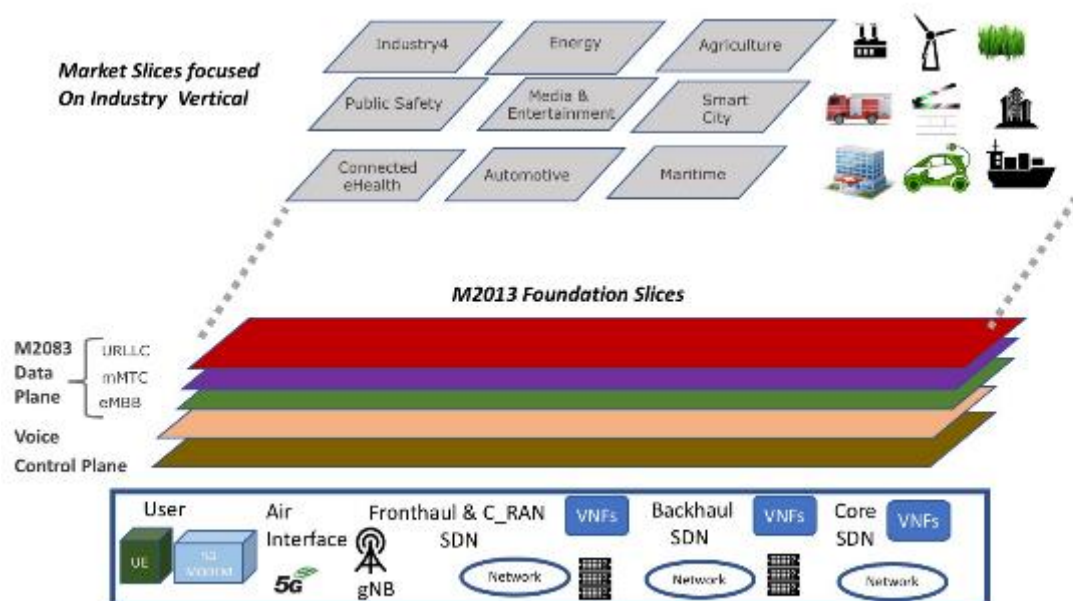 Market Slices focused
On Industry Vertical
Industry4
Energy
Agriculture
Public Safety
Media &
Entertainment
Smart
City
Connected
eHealth
Automotive
Maritime
M2013 Foundation Slices
M2083
Data
Plane
URLLC
mMTC
eMBB
Voice
Control Plane
User
UE
5G
MODEM
Air
Interface
5G
gNB
Fronthaul & C_RAN
SDN
VNFs
Network
Backhaul
SDN
VNFs
Network
Core
SDN
VNFs
Network